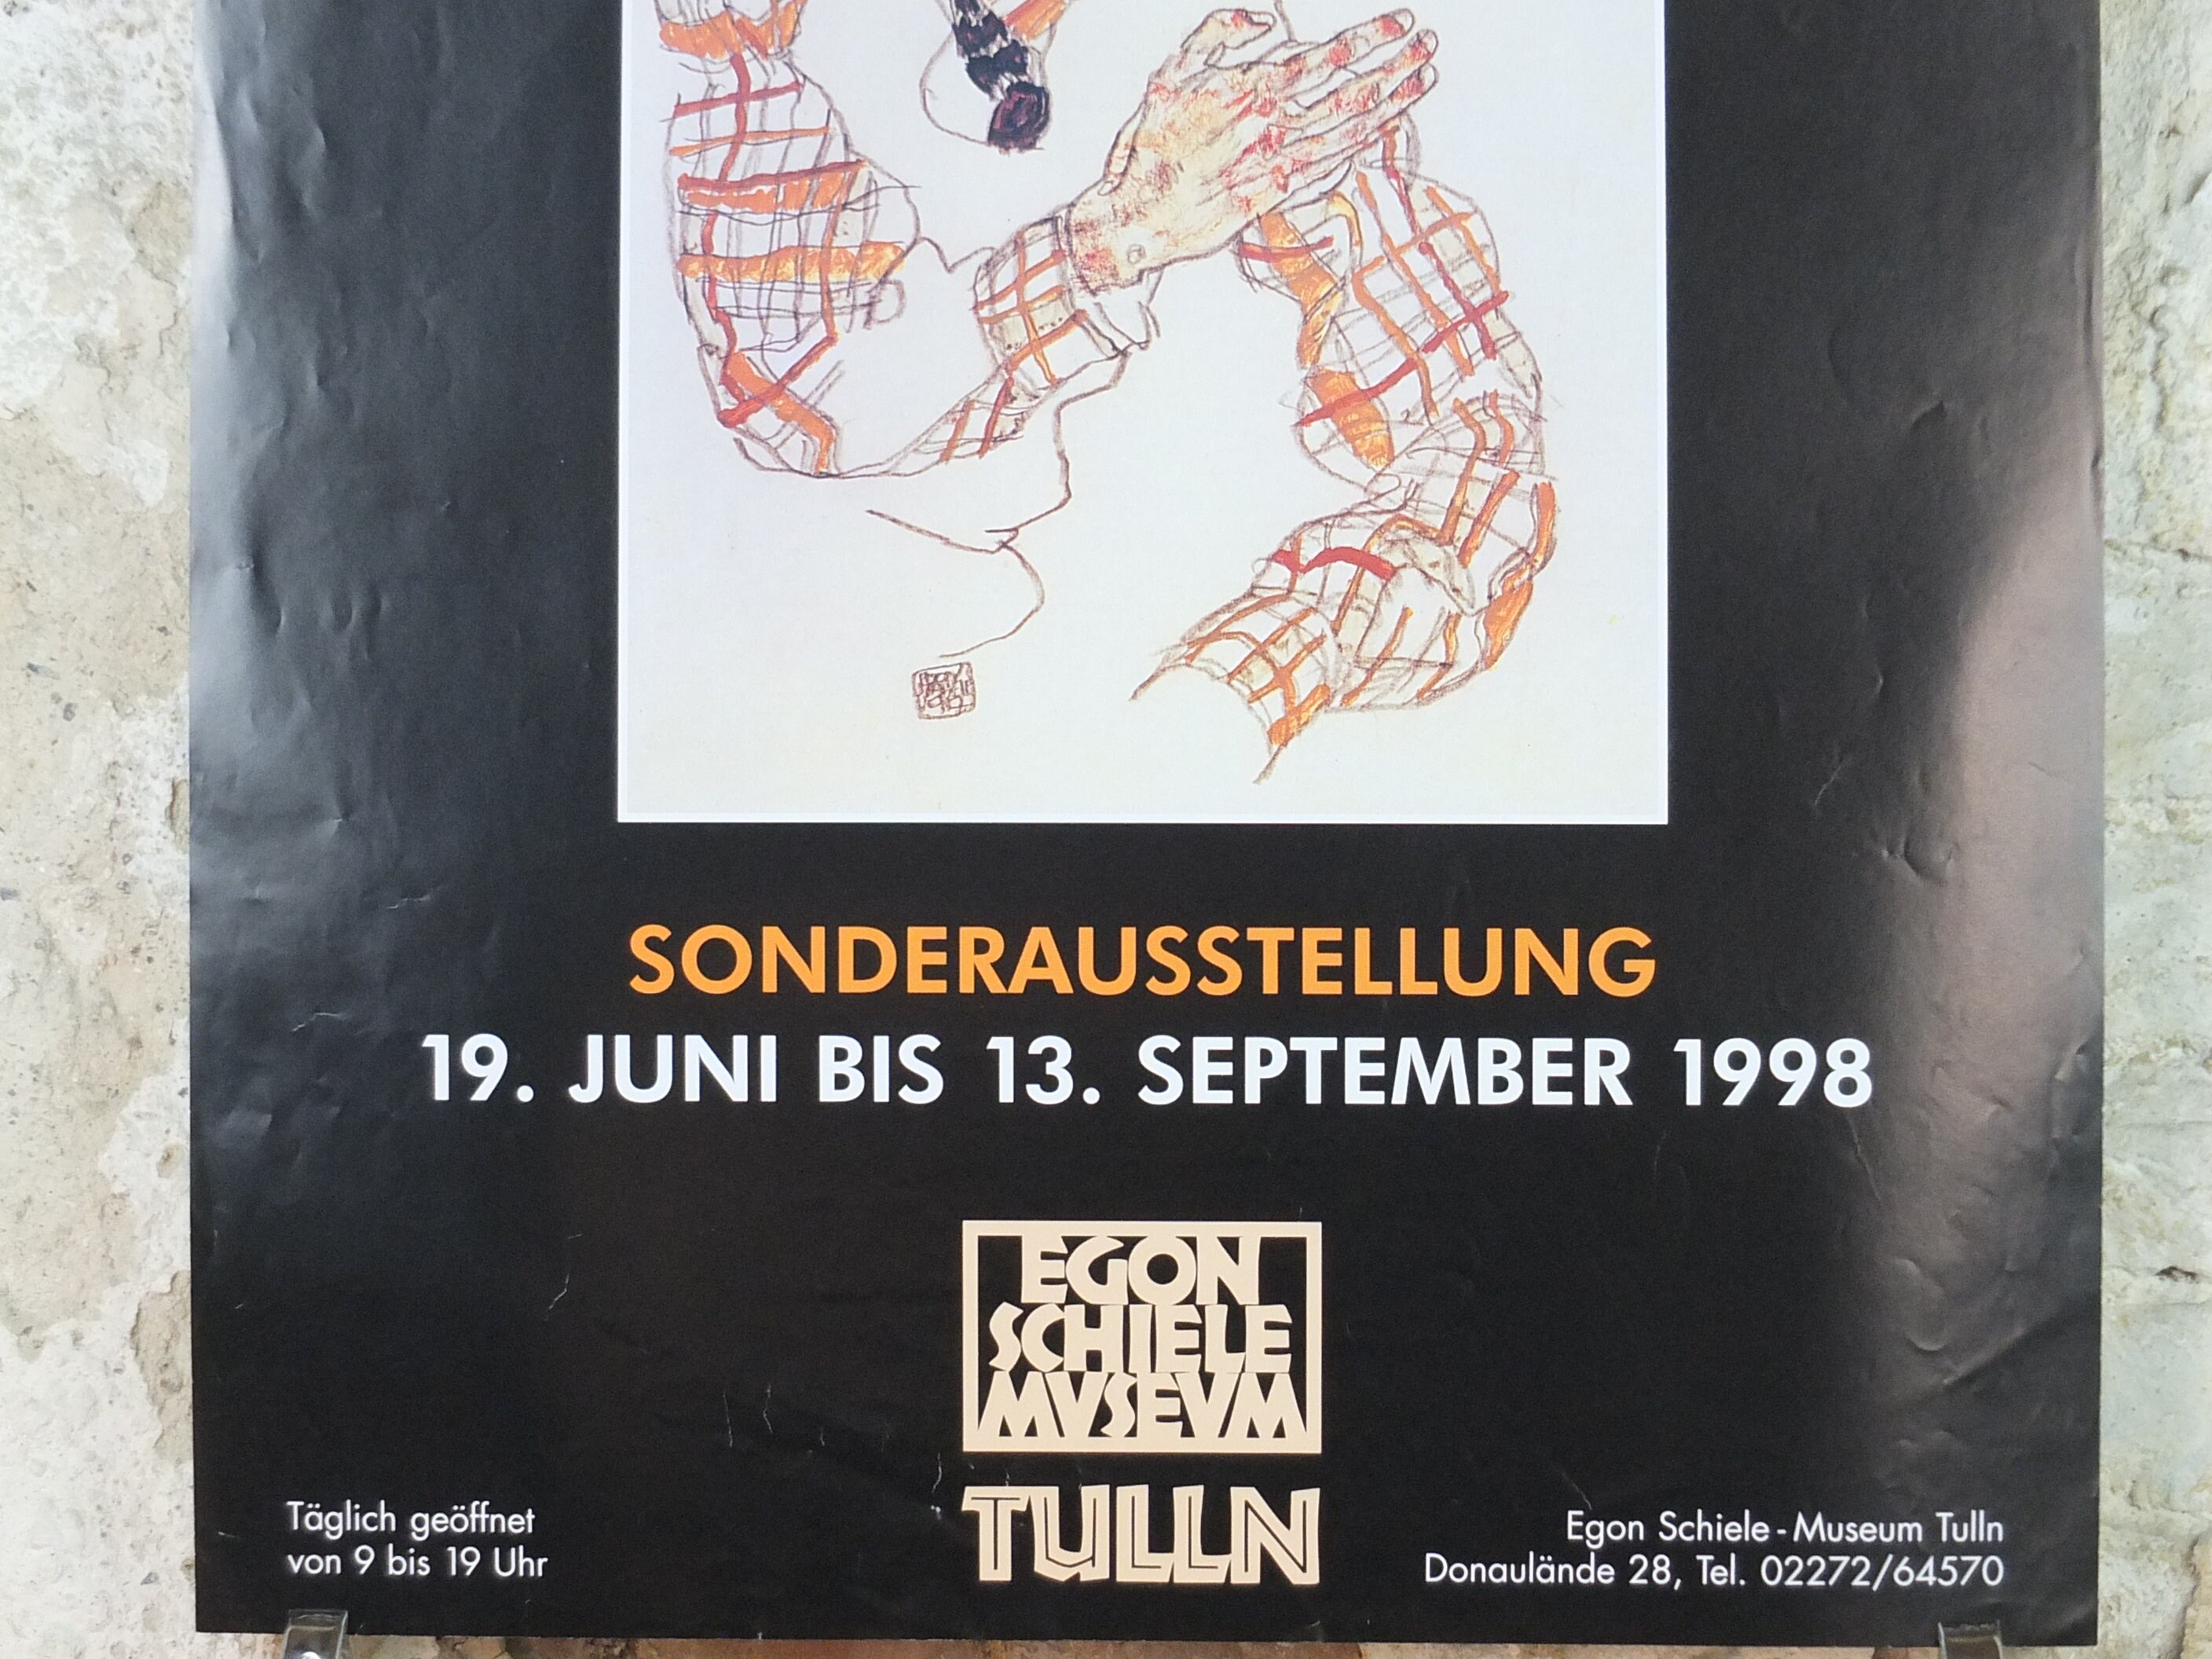 SONDERAUSSTELLUNG
19. JUNI BIS 13. SEPTEMBER 1998
EGON
SCHIELE
MVSEVM
TULLN
Täglich geöffnet
von 9 bis 19 Uhr
Egon Schiele - Museum Tulln
Donaulände 28, Tel. 02272/64570